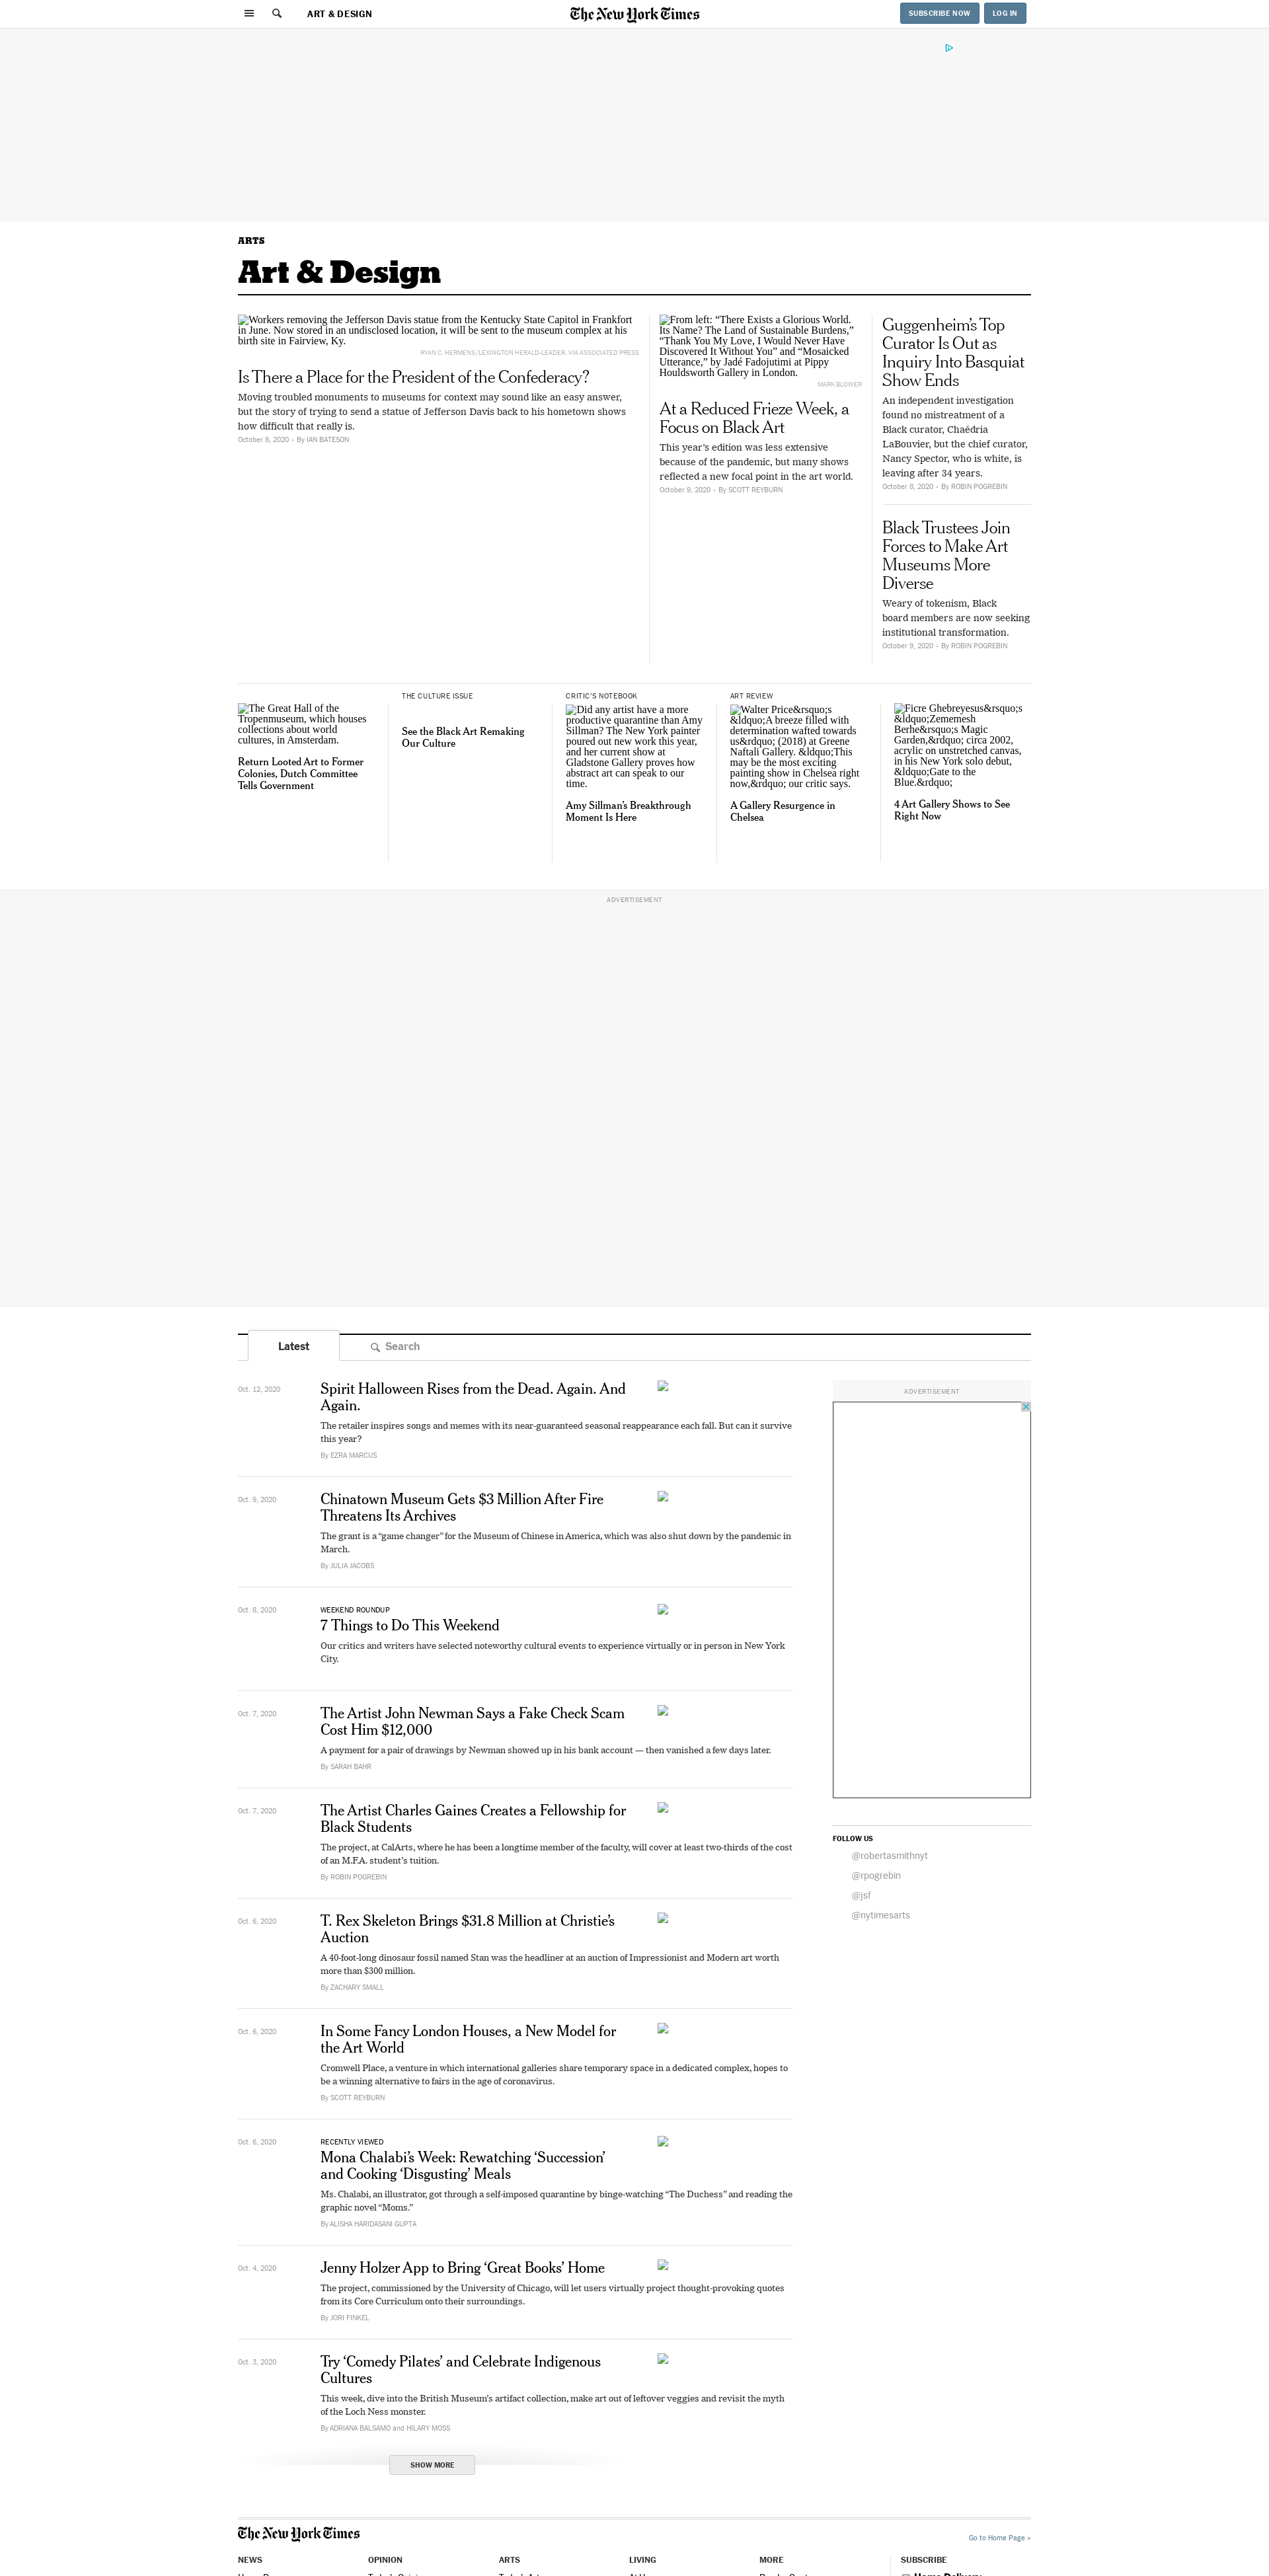 ART & DESIGN
The New York Times
SUBSCRIBE NOW
LOG IN
ARTS
Art & Design
Workers removing the Jefferson Davis statue from the Kentucky State Capitol in Frankfort
in June. Now stored in an undisclosed location, it will be sent to the museum complex at his
birth site in Fairview, Ky.
RYAN C. HERMENS/LEXINGTON HERALD-LEADER, VIA ASSOCIATED PRESS
Is There a Place for the President of the Confederacy?
Moving troubled monuments to museums for context may sound like an easy answer,
but the story of trying to send a statue of Jefferson Davis back to his hometown shows
how difficult that really is.
October 8, 2020 - By IAN BATESON
From left: “There Exists a Glorious World.
Its Name? The Land of Sustainable Burdens,”
“Thank You My Love, I Would Never Have
Discovered It Without You” and “Mosaicked
Utterance,” by Jadé Fadojutimi at Pippy
Houldsworth Gallery in London.
MARK BLOWER
At a Reduced Frieze Week, a
Focus on Black Art
This year’s edition was less extensive
because of the pandemic, but many shows
reflected a new focal point in the art world.
October 9, 2020 - By SCOTT REYBURN
Guggenheim’s Top
Curator Is Out as
Inquiry Into Basquiat
Show Ends
An independent investigation
found no mistreatment of a
Black curator, Chaédria
LaBouvier, but the chief curator,
Nancy Spector, who is white, is
leaving after 34 years.
October 8, 2020 - By ROBIN POGREBIN
Black Trustees Join
Forces to Make Art
Museums More
Diverse
Weary of tokenism, Black
board members are now seeking
institutional transformation.
October 9, 2020 - By ROBIN POGREBIN
The Great Hall of the
Tropenmuseum, which houses
collections about world
cultures, in Amsterdam.
Return Looted Art to Former
Colonies, Dutch Committee
Tells Government
THE CULTURE ISSUE
See the Black Art Remaking
Our Culture
CRITIC’S NOTEBOOK
Did any artist have a more
productive quarantine than Amy
Sillman? The New York painter
poured out new work this year,
and her current show at
Gladstone Gallery proves how
abstract art can speak to our
time.
Amy Sillman’s Breakthrough
Moment Is Here
ART REVIEW
Walter Price&rsquo;s
&ldquo;A breeze filled with
determination wafted towards
us&rdquo; (2018) at Greene
Naftali Gallery. &ldquo;This
may be the most exciting
painting show in Chelsea right
now,&rdquo; our critic says.
A Gallery Resurgence in
Chelsea
Ficre Ghebreyesus&rsquo;s
&ldquo;Zememesh
Berhe&rsquo;s Magic
Garden,&rdquo; circa 2002,
acrylic on unstretched canvas,
in his New York solo debut,
&ldquo;Gate to the
Blue.&rdquo;
4 Art Gallery Shows to See
Right Now
ADVERTISEMENT
Latest
Search
Oct. 12, 2020
Spirit Halloween Rises from the Dead. Again. And
Again.
The retailer inspires songs and memes with its near-guaranteed seasonal reappearance each fall. But can it survive
this year?
By EZRA MARCUS
Oct. 9, 2020
Chinatown Museum Gets $3 Million After Fire
Threatens Its Archives
The grant is a “game changer” for the Museum of Chinese in America, which was also shut down by the pandemic in
March.
By JULIA JACOBS
Oct. 8, 2020
WEEKEND ROUNDUP
7 Things to Do This Weekend
Our critics and writers have selected noteworthy cultural events to experience virtually or in person in New York
City.
Oct. 7, 2020
The Artist John Newman Says a Fake Check Scam
Cost Him $12,000
A payment for a pair of drawings by Newman showed up in his bank account — then vanished a few days later.
By SARAH BAHR
Oct. 7, 2020
The Artist Charles Gaines Creates a Fellowship for
Black Students
The project, at CalArts, where he has been a longtime member of the faculty, will cover at least two-thirds of the cost
of an M.F.A. student’s tuition.
By ROBIN POGREBIN
Oct. 6, 2020
T. Rex Skeleton Brings $31.8 Million at Christie’s
Auction
A 40-foot-long dinosaur fossil named Stan was the headliner at an auction of Impressionist and Modern art worth
more than $300 million.
By ZACHARY SMALL
Oct. 6, 2020
In Some Fancy London Houses, a New Model for
the Art World
Cromwell Place, a venture in which international galleries share temporary space in a dedicated complex, hopes to
be a winning alternative to fairs in the age of coronavirus.
By SCOTT REYBURN
Oct. 6, 2020
RECENTLY VIEWED
Mona Chalabi’s Week: Rewatching ‘Succession’
and Cooking ‘Disgusting’ Meals
Ms. Chalabi, an illustrator, got through a self-imposed quarantine by binge-watching “The Duchess” and reading the
graphic novel “Moms.”
By ALISHA HARIDASANI GUPTA
Oct. 4, 2020
Jenny Holzer App to Bring ‘Great Books’ Home
The project, commissioned by the University of Chicago, will let users virtually project thought-provoking quotes
from its Core Curriculum onto their surroundings.
By JORI FINKEL
Oct. 3, 2020
Try ‘Comedy Pilates’ and Celebrate Indigenous
Cultures
This week, dive into the British Museum’s artifact collection, make art out of leftover veggies and revisit the myth
of the Loch Ness monster.
By ADRIANA BALSAMO and HILARY MOSS
SHOW MORE
ADVERTISEMENT
FOLLOW US
@robertasmithnyt
@rpogrebin
@jsf
@nytimesarts
The New York Times
Go to Home Page »
NEWS
OPINION
ARTS
LIVING
MORE
SUBSCRIBE